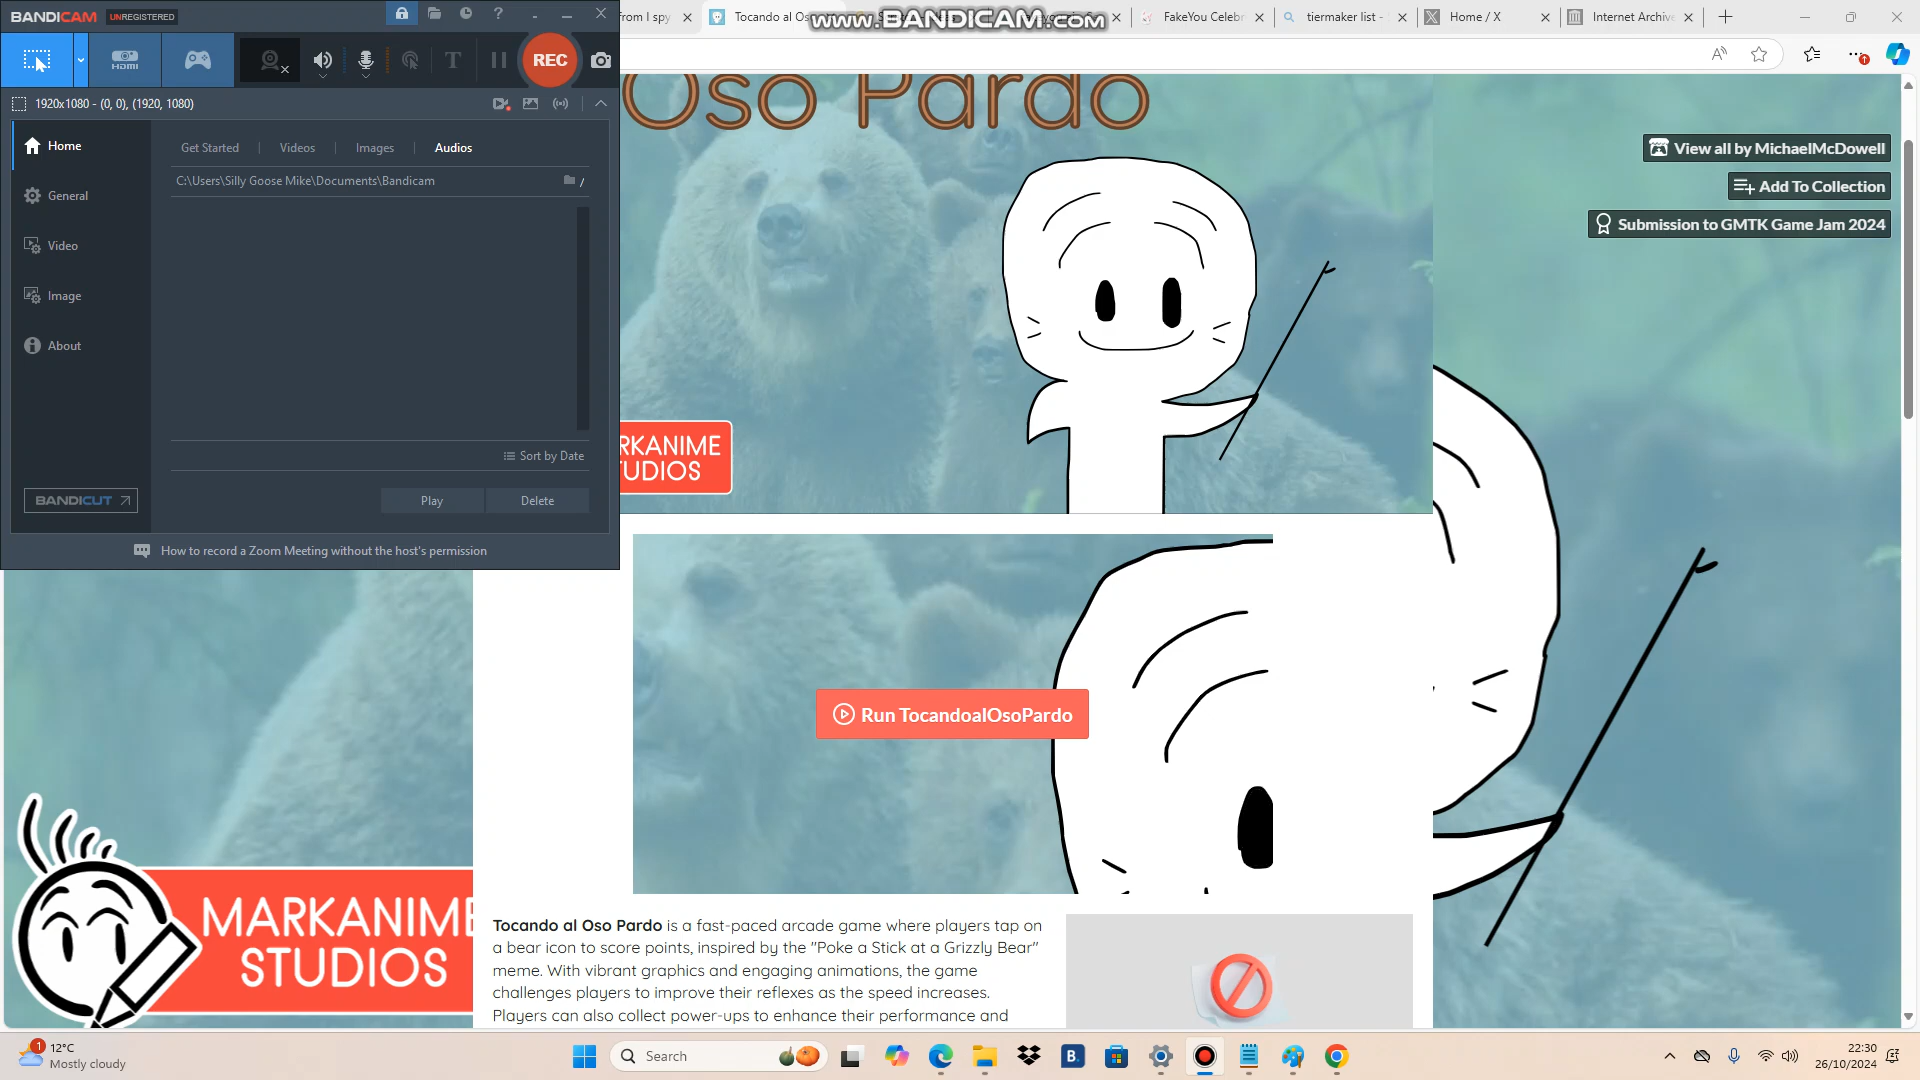 BANDICAM UNREGISTERED
from I spy
Tocando al Os
www.BANDICAM.com
FakeYou Celebr
tiermaker list -
Home / X
Internet Archiv
HDMI
REC
1920x1080 - (0, 0), (1920, 1080)
Home
General
Video
Image
About
BANDICUT
Get Started
Videos
Images
Audios
C:\Users\Silly Goose Mike\Documents\Bandicam
/
Sort by Date
Play
Delete
How to record a Zoom Meeting without the host's permission
Oso Pardo
View all by MichaelMcDowell
Add To Collection
Submission to GMTK Game Jam 2024
RKANIME
TUDIOS
Run TocandoalOsoPardo
MARKANIME
STUDIOS
Tocando al Oso Pardo is a fast-paced arcade game where players tap on
a bear icon to score points, inspired by the "Poke a Stick at a Grizzly Bear"
meme. With vibrant graphics and engaging animations, the game
challenges players to improve their reflexes as the speed increases.
Players can also collect power-ups to enhance their performance and
1
12°C
Mostly cloudy
Search
B.
22:30
26/10/2024